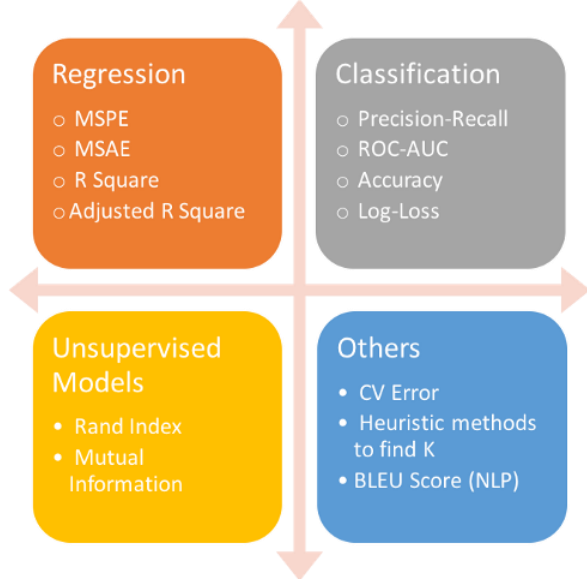 Regression
○ MSPE
○ MSAE
○ R Square
○ Adjusted R Square
Classification
○ Precision-Recall
○ ROC-AUC
○ Accuracy
○ Log-Loss
Unsupervised
Models
• Rand Index
• Mutual
Information
Others
• CV Error
• Heuristic methods
to find K
• BLEU Score (NLP)